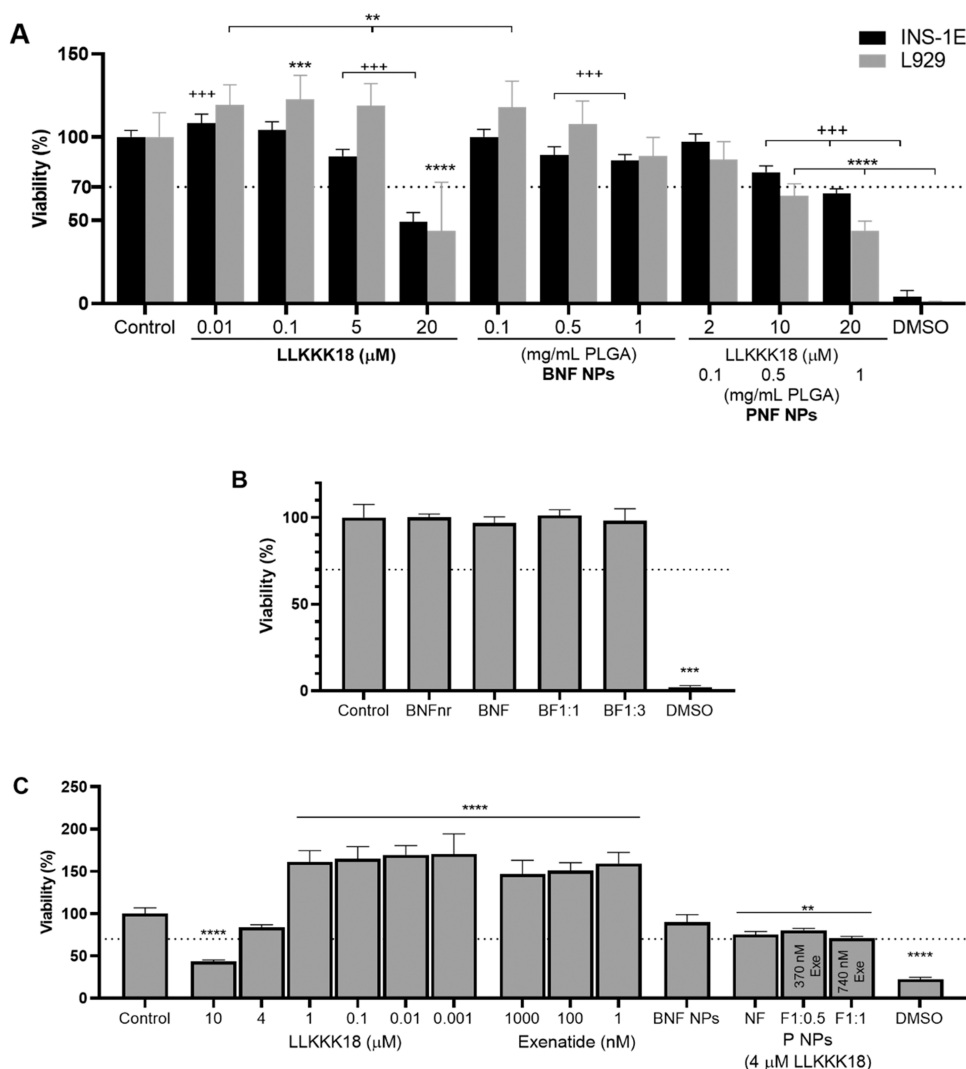 A
**
INS-1E
L929
150
100
70
50
0
Viability (%)
+++
***
+++
****
+++
+++
****
Control 0.01 0.1 5 20 0.1 0.5 1 2 10 20 DMSO
LLKKK18 (µM) (mg/mL PLGA) LLKKK18 (µM)
BNF NPs 0.1 0.5 1
(mg/mL PLGA)
PNF NPs
B
100
50
0
Viability (%)
***
Control BNFnr BNF BF1:1 BF1:3 DMSO
C
250
200
150
100
50
0
Viability (%)
****
****
**
****
370 nM
Exe
740 nM
Exe
Control 10 4 1 0.1 0.01 0.001 1000 100 1 BNF NPs NF F1:0.5 F1:1 DMSO
LLKKK18 (µM) Exenatide (nM) P NPs
(4 µM LLKKK18)